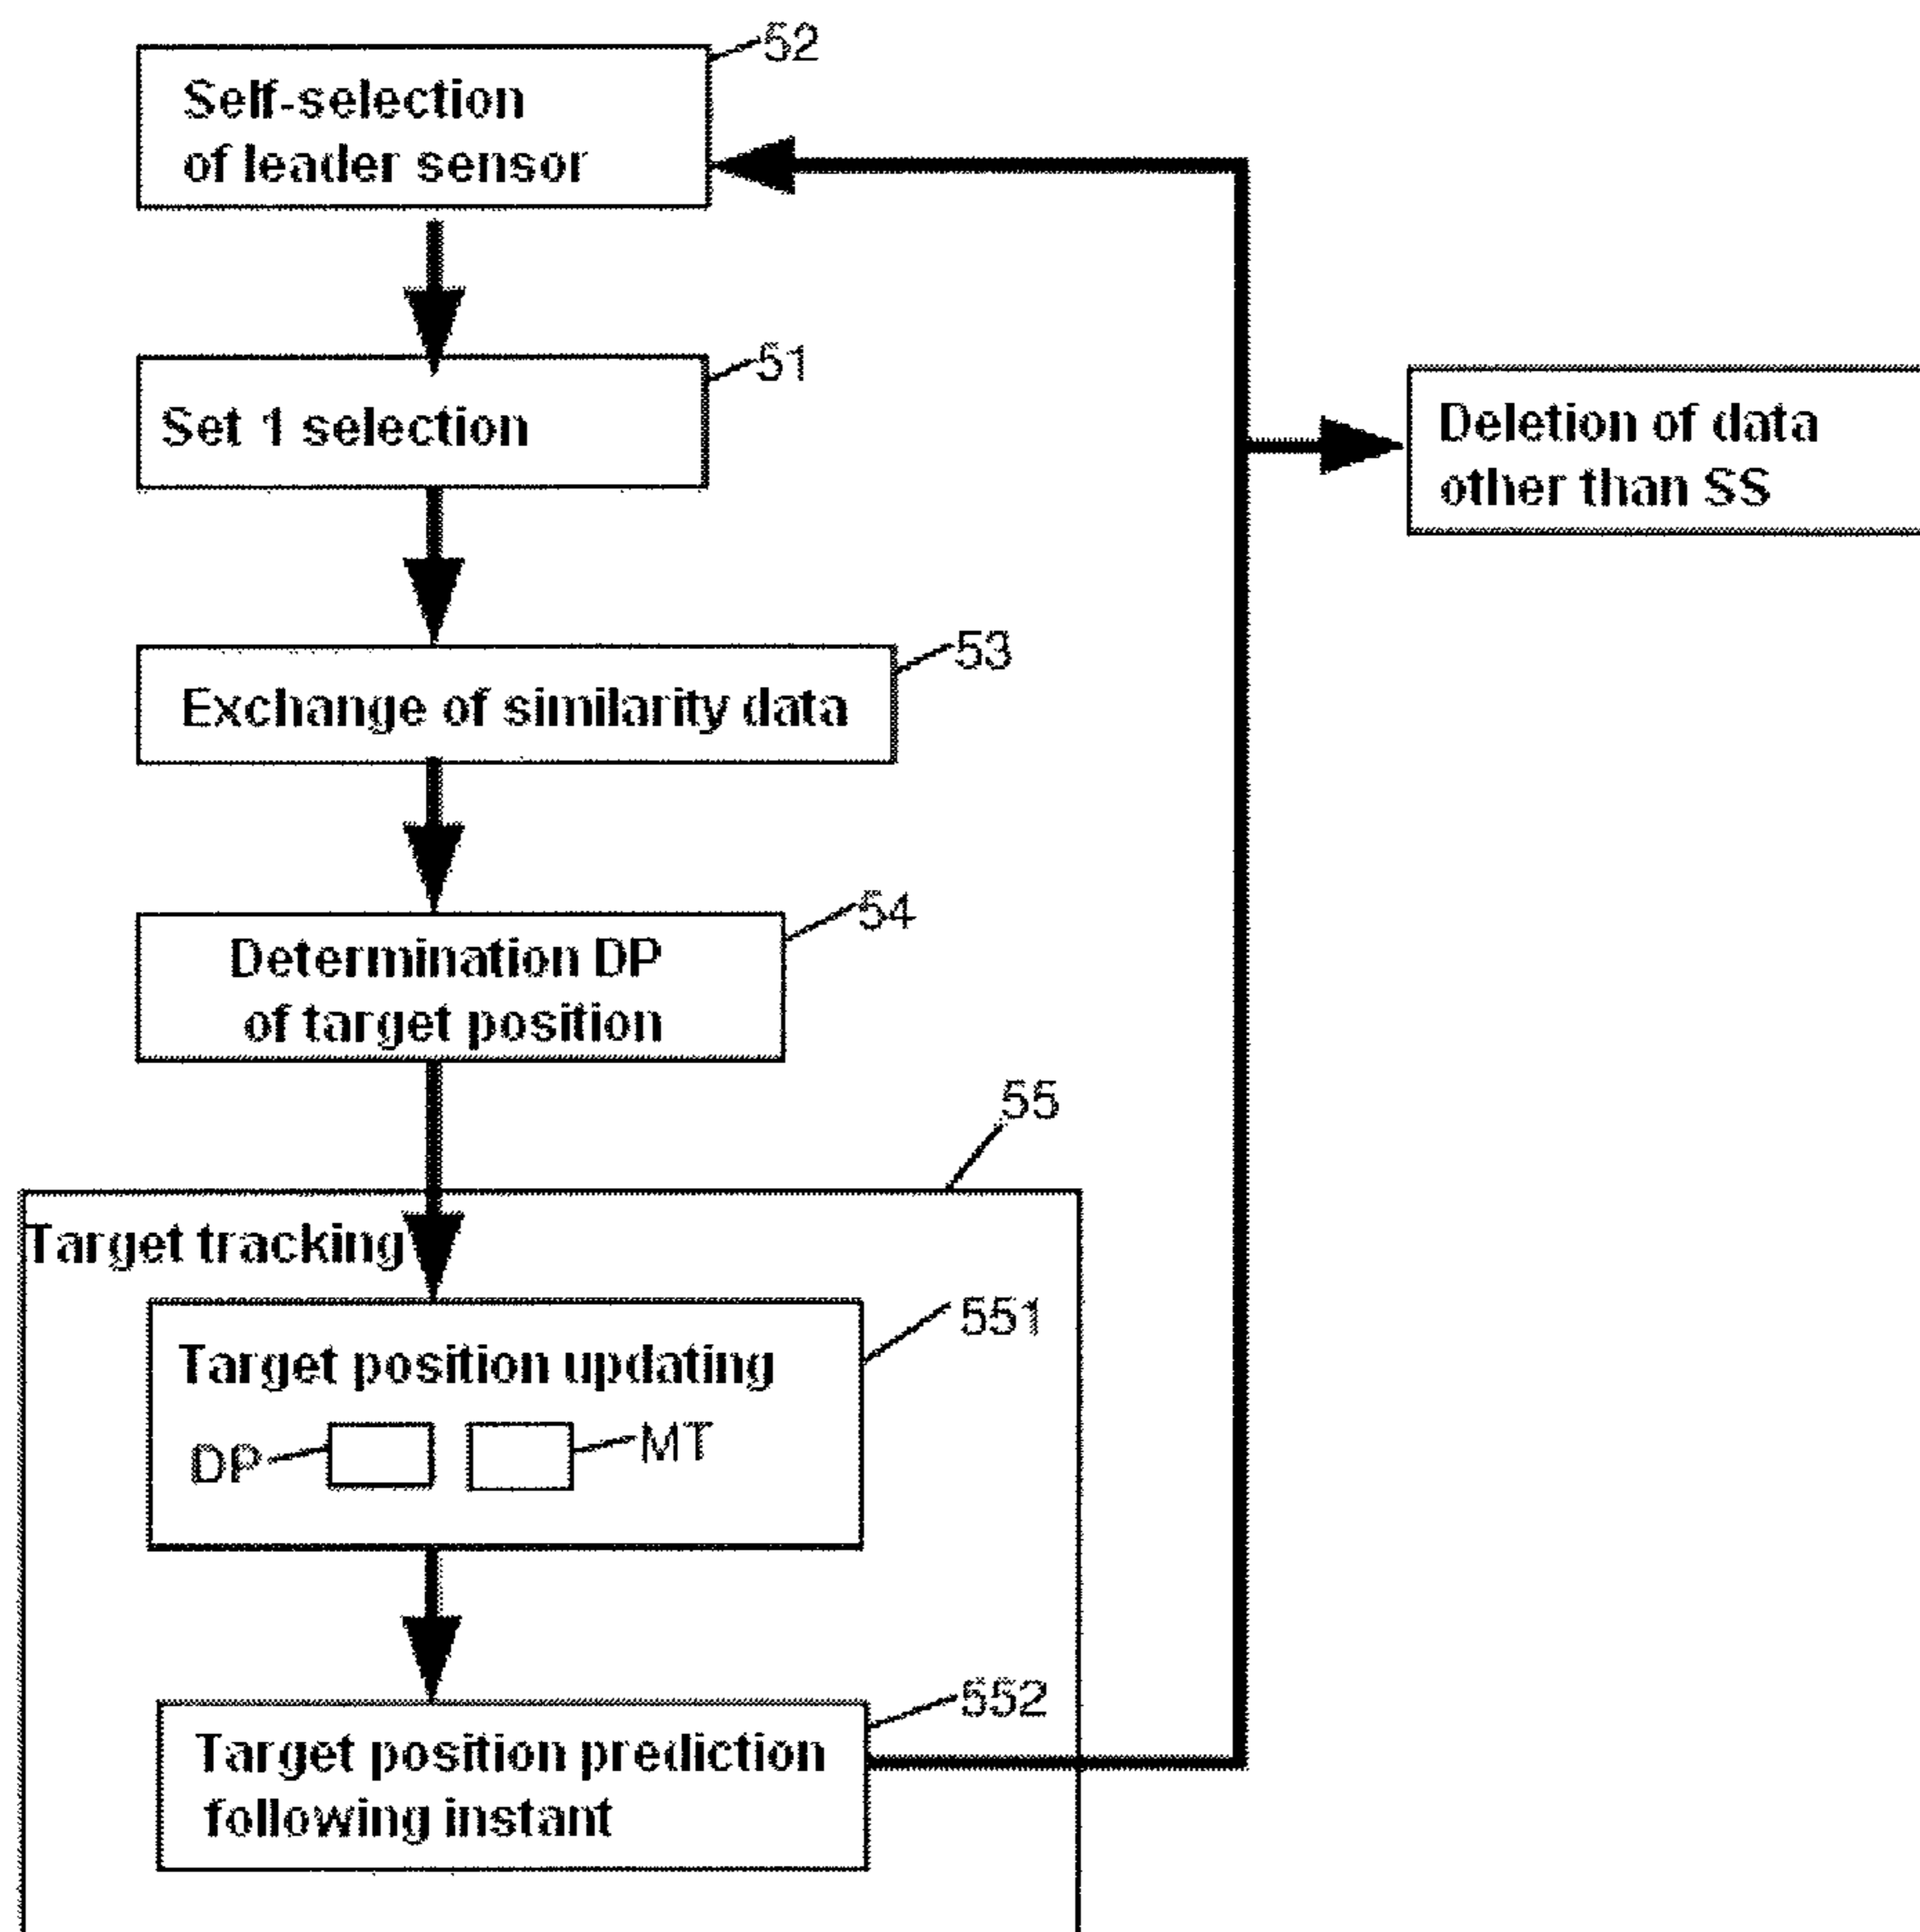 52
Self-selection
of leader sensor
51
Set 1 selection
Deletion of data
other than SS
53
Exchange of similarity data
54
Determination DP
of target position
55
Target tracking
551
Target position updating
DP
MT
552
Target position prediction
following instant